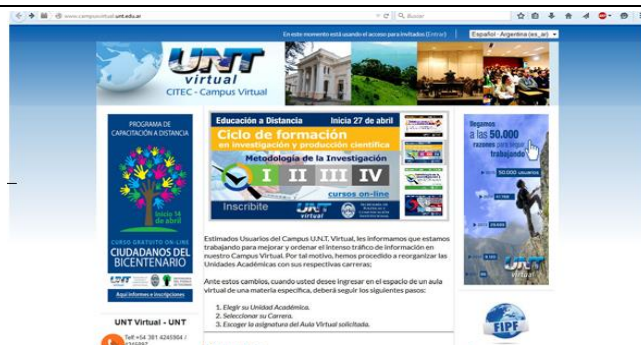 www.campusvirtual.unt.edu.ar
Buscar
En este momento está usando el acceso para invitados (Entrar)
Español - Argentina (es_ar)
UNT
virtual
CITEC - Campus Virtual
PROGRAMA DE
CAPACITACIÓN A DISTANCIA
Inicio 14
de abril
CURSO GRATUITO ON-LINE
CIUDADANOS DEL
BICENTENARIO
UNT
Aquí informes e inscripciones
UNT Virtual - UNT
Telf:+54 381 4245904 /
Educación a Distancia Inicia 27 de abril
Ciclo de formación
en investigación y producción científica
Metodología de la Investigación
I II III IV
cursos on-line
Inscribite
UNT
virtual
Estimados Usuarios del Campus U.N.T. Virtual, les informamos que estamos
trabajando para mejorar y ordenar el intenso tráfico de información en
nuestro Campus Virtual. Por tal motivo, hemos procedido a reorganizar las
Unidades Académicas con sus respectivas carreras;
Ante estos cambios, cuando usted desee ingresar en el espacio de un aula
virtual de una materia específica, deberá seguir los siguientes pasos:
1. Elegir su Unidad Académica.
2. Seleccionar su Carrera.
3. Escoger la asignatura del Aula Virtual solicitada.
llegamos
a las 50.000
razones para seguir
trabajando
50.000 usuarios
UNT
virtual
FIPF